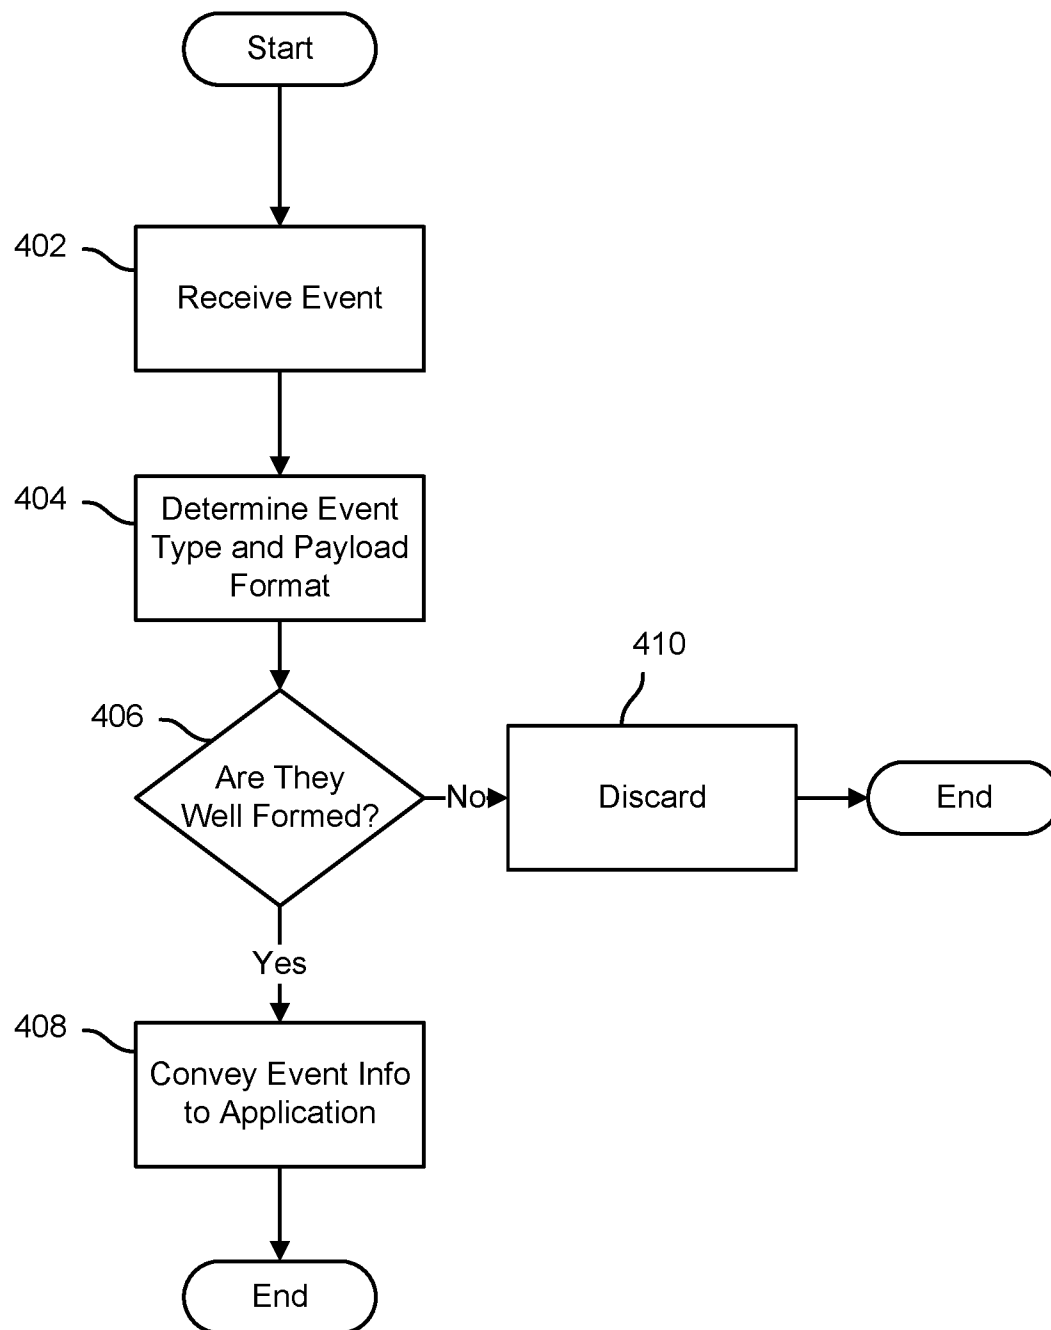 Start
402
Receive Event
404
Determine Event
Type and Payload
Format
410
406
Are They
Well Formed?
No
Discard
End
Yes
408
Convey Event Info
to Application
End